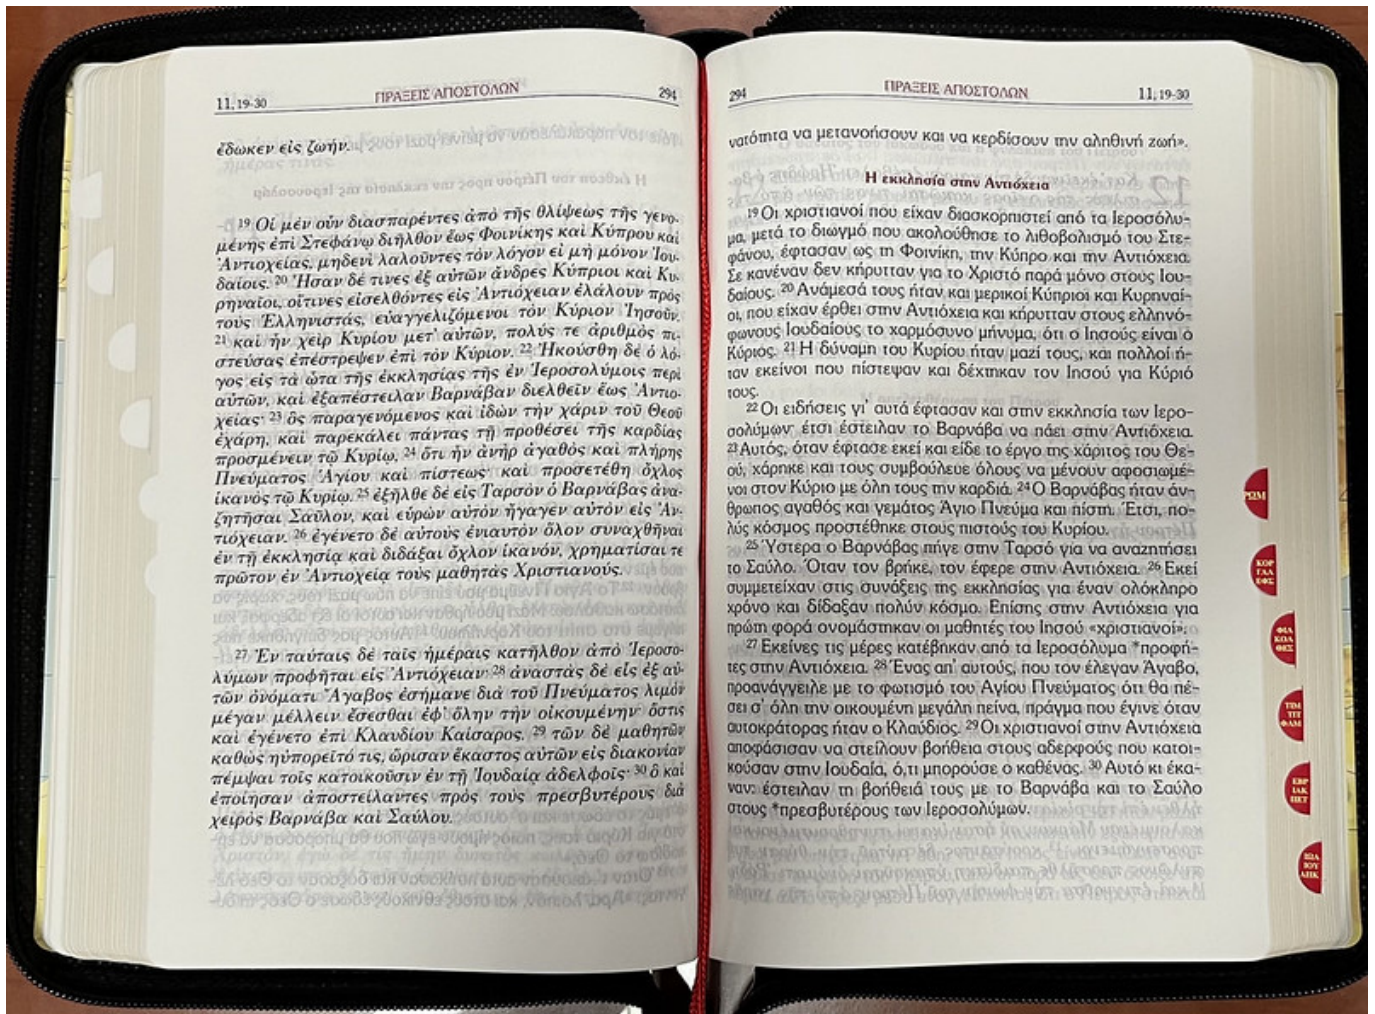 11, 19-30 ΠΡΑΞΕΙΣ ΑΠΟΣΤΟΛΩΝ 294
ἔδωκεν εἰς ζωήν.
19 Οἱ μὲν οὖν διασπαρέντες ἀπὸ τῆς θλίψεως τῆς γενο-
μένης ἐπὶ Στεφάνῳ διῆλθον ἕως Φοινίκης καὶ Κύπρου καὶ
Ἀντιοχείας, μηδενὶ λαλοῦντες τὸν λόγον εἰ μὴ μόνον Ἰου-
δαίοις. 20 Ἦσαν δέ τινες ἐξ αὐτῶν ἄνδρες Κύπριοι καὶ Κυ-
ρηναῖοι, οἵτινες εἰσελθόντες εἰς Ἀντιόχειαν ἐλάλουν πρὸς
τοὺς Ἑλληνιστάς, εὐαγγελιζόμενοι τὸν Κύριον Ἰησοῦν.
21 καὶ ἦν χεὶρ Κυρίου μετ' αὐτῶν, πολύς τε ἀριθμὸς πι-
στεύσας ἐπέστρεψεν ἐπὶ τὸν Κύριον. 22 Ἠκούσθη δὲ ὁ λό-
γος εἰς τὰ ὦτα τῆς ἐκκλησίας τῆς ἐν Ἱεροσολύμοις περὶ
αὐτῶν, καὶ ἐξαπέστειλαν Βαρνάβαν διελθεῖν ἕως Ἀντιο-
χείας· 23 ὃς παραγενόμενος καὶ ἰδὼν τὴν χάριν τοῦ Θεοῦ
ἐχάρη, καὶ παρεκάλει πάντας τῇ προθέσει τῆς καρδίας
προσμένειν τῷ Κυρίῳ, 24 ὅτι ἦν ἀνὴρ ἀγαθὸς καὶ πλήρης
Πνεύματος Ἁγίου καὶ πίστεως· καὶ προσετέθη ὄχλος
ἱκανὸς τῷ Κυρίῳ. 25 ἐξῆλθε δὲ εἰς Ταρσὸν ὁ Βαρνάβας ἀνα-
ζητῆσαι Σαῦλον, καὶ εὑρὼν αὐτὸν ἤγαγεν αὐτὸν εἰς Ἀν-
τιόχειαν. 26 ἐγένετο δὲ αὐτοὺς ἐνιαυτὸν ὅλον συναχθῆναι
ἐν τῇ ἐκκλησίᾳ καὶ διδάξαι ὄχλον ἱκανόν, χρηματίσαι τε
πρῶτον ἐν Ἀντιοχείᾳ τοὺς μαθητὰς Χριστιανούς.
27 Ἐν ταύταις δὲ ταῖς ἡμέραις κατῆλθον ἀπὸ Ἱεροσο-
λύμων προφῆται εἰς Ἀντιόχειαν· 28 ἀναστὰς δὲ εἷς ἐξ αὐ-
τῶν ὀνόματι Ἄγαβος ἐσήμανε διὰ τοῦ Πνεύματος λιμὸν
μέγαν μέλλειν ἔσεσθαι ἐφ' ὅλην τὴν οἰκουμένην· ὅστις
καὶ ἐγένετο ἐπὶ Κλαυδίου Καίσαρος. 29 τῶν δὲ μαθητῶν
καθὼς ηὐπορεῖτό τις, ὥρισαν ἕκαστος αὐτῶν εἰς διακονίαν
πέμψαι τοῖς κατοικοῦσιν ἐν τῇ Ἰουδαίᾳ ἀδελφοῖς· 30 ὃ καὶ
ἐποίησαν ἀποστείλαντες πρὸς τοὺς πρεσβυτέρους διὰ
χειρὸς Βαρνάβα καὶ Σαύλου.
294 ΠΡΑΞΕΙΣ ΑΠΟΣΤΟΛΩΝ 11, 19-30
νατότητα να μετανοήσουν και να κερδίσουν την αληθινή ζωή».
Η εκκλησία στην Αντιόχεια
19 Οι χριστιανοί που είχαν διασκορπιστεί από τα Ιεροσόλυ-
μα, μετά το διωγμό που ακολούθησε το λιθοβολισμό του Στε-
φάνου, έφτασαν ως τη Φοινίκη, την Κύπρο και την Αντιόχεια.
Σε κανέναν δεν κήρυτταν για το Χριστό παρά μόνο στους Ιου-
δαίους. 20 Ανάμεσά τους ήταν και μερικοί Κύπριοι και Κυρηναί-
οι, που είχαν έρθει στην Αντιόχεια και κήρυτταν στους ελληνό-
φωνους Ιουδαίους το χαρμόσυνο μήνυμα, ότι ο Ιησούς είναι ο
Κύριος. 21 Η δύναμη του Κυρίου ήταν μαζί τους, και πολλοί ή-
ταν εκείνοι που πίστεψαν και δέχτηκαν τον Ιησού για Κύριό
τους.
22 Οι ειδήσεις γι' αυτά έφτασαν και στην εκκλησία των Ιερο-
σολύμων· έτσι έστειλαν το Βαρνάβα να πάει στην Αντιόχεια.
23 Αυτός, όταν έφτασε εκεί και είδε το έργο της χάριτος του Θε-
ού, χάρηκε και τους συμβούλευε όλους να μένουν αφοσιωμέ-
νοι στον Κύριο με όλη τους την καρδιά. 24 Ο Βαρνάβας ήταν άν-
θρωπος αγαθός και γεμάτος Άγιο Πνεύμα και πίστη. Έτσι, πο-
λύς κόσμος προστέθηκε στους πιστούς του Κυρίου.
25 Ύστερα ο Βαρνάβας πήγε στην Ταρσό για να αναζητήσει
το Σαύλο. Όταν τον βρήκε, τον έφερε στην Αντιόχεια. 26 Εκεί
συμμετείχαν στις συνάξεις της εκκλησίας για έναν ολόκληρο
χρόνο και δίδαξαν πολύν κόσμο. Επίσης στην Αντιόχεια για
πρώτη φορά ονομάστηκαν οι μαθητές του Ιησού «χριστιανοί».
27 Εκείνες τις μέρες κατέβηκαν από τα Ιεροσόλυμα *προφή-
τες στην Αντιόχεια. 28 Ένας απ' αυτούς, που τον έλεγαν Άγαβο,
προανάγγειλε με το φωτισμό του Αγίου Πνεύματος ότι θα πέ-
σει σ' όλη την οικουμένη μεγάλη πείνα, πράγμα που έγινε όταν
αυτοκράτορας ήταν ο Κλαύδιος. 29 Οι χριστιανοί στην Αντιόχεια
αποφάσισαν να στείλουν βοήθεια στους αδερφούς που κατοι-
κούσαν στην Ιουδαία, ό,τι μπορούσε ο καθένας. 30 Αυτό κι έκα-
ναν: έστειλαν τη βοήθειά τους με το Βαρνάβα και το Σαύλο
στους *πρεσβυτέρους των Ιεροσολύμων.
ΡΩΜ
ΚΟΡ
ΓΑΛ
ΕΦΣ
ΦΙΛ
ΚΟΛ
ΘΕΣ
ΤΙΜ
ΤΙΤ
ΦΛΜ
ΕΒΡ
ΙΑΚ
ΠΕΤ
ΙΩΑ
ΙΟΥ
ΑΠΚ